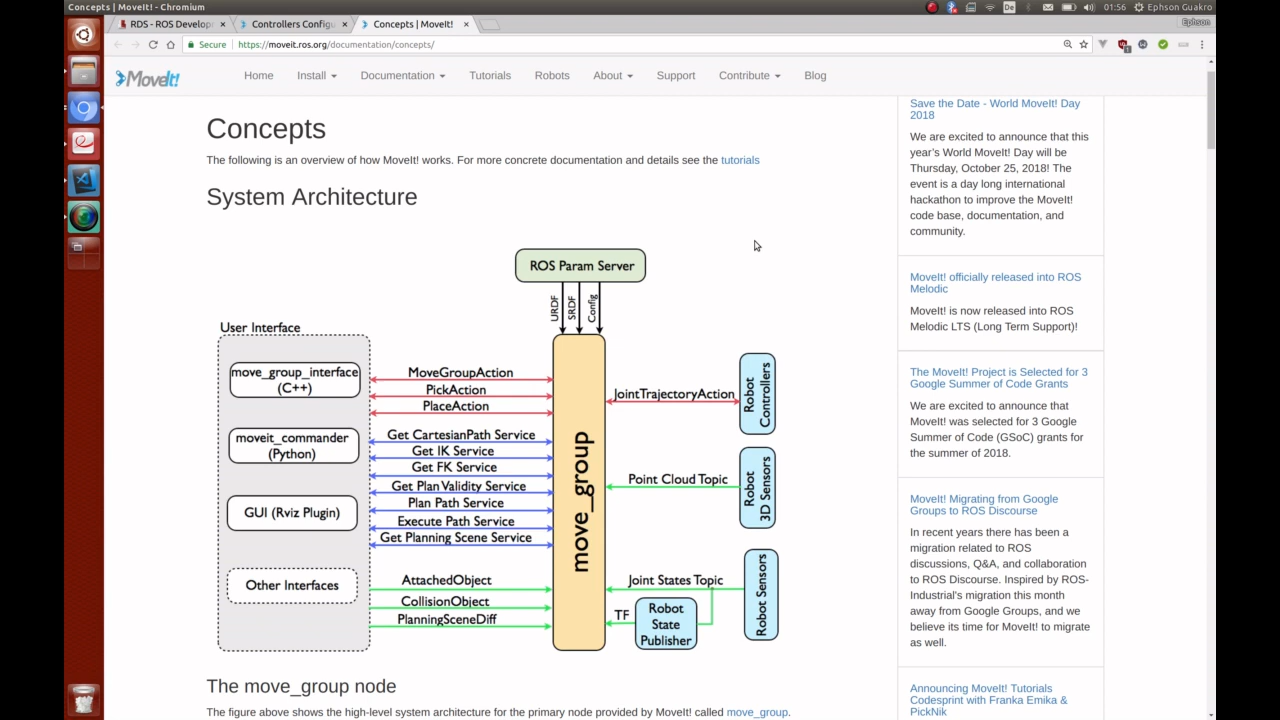 Concepts | MoveIt! - Chromium
De
01:56
Ephson Guakro
RDS - ROS Develop
Controllers Configu
Concepts | MoveIt!
Ephson
Secure
https://moveit.ros.org/documentation/concepts/
MoveIt!
Home
Install
Documentation
Tutorials
Robots
About
Support
Contribute
Blog
Concepts
The following is an overview of how MoveIt! works. For more concrete documentation and details see the tutorials
System Architecture
ROS Param Server
URDF
SRDF
Config
User Interface
move_group_interface
(C++)
moveit_commander
(Python)
GUI (Rviz Plugin)
Other Interfaces
MoveGroupAction
PickAction
PlaceAction
Get CartesianPath Service
Get IK Service
Get FK Service
Get Plan Validity Service
Plan Path Service
Execute Path Service
Get Planning Scene Service
AttachedObject
CollisionObject
PlanningSceneDiff
move_group
JointTrajectoryAction
Point Cloud Topic
Joint States Topic
TF
Robot
State
Publisher
Robot
Controllers
Robot
3D Sensors
Robot Sensors
The move_group node
The figure above shows the high-level system architecture for the primary node provided by MoveIt! called move_group.
Save the Date - World MoveIt! Day
2018
We are excited to announce that this
year's World MoveIt! Day will be
Thursday, October 25, 2018! The
event is a day long international
hackathon to improve the MoveIt!
code base, documentation, and
community.
MoveIt! officially released into ROS
Melodic
MoveIt! is now released into ROS
Melodic LTS (Long Term Support)!
The MoveIt! Project is Selected for 3
Google Summer of Code Grants
We are excited to announce that
MoveIt! was selected for 3 Google
Summer of Code (GSoC) grants for
the summer of 2018.
MoveIt! Migrating from Google
Groups to ROS Discourse
In recent years there has been a
migration related to ROS
discussions, Q&A, and collaboration
to ROS Discourse. Inspired by ROS-
Industrial's migration this month
away from Google Groups, and we
believe its time for MoveIt! to migrate
as well.
Announcing MoveIt! Tutorials
Codesprint with Franka Emika &
PickNik